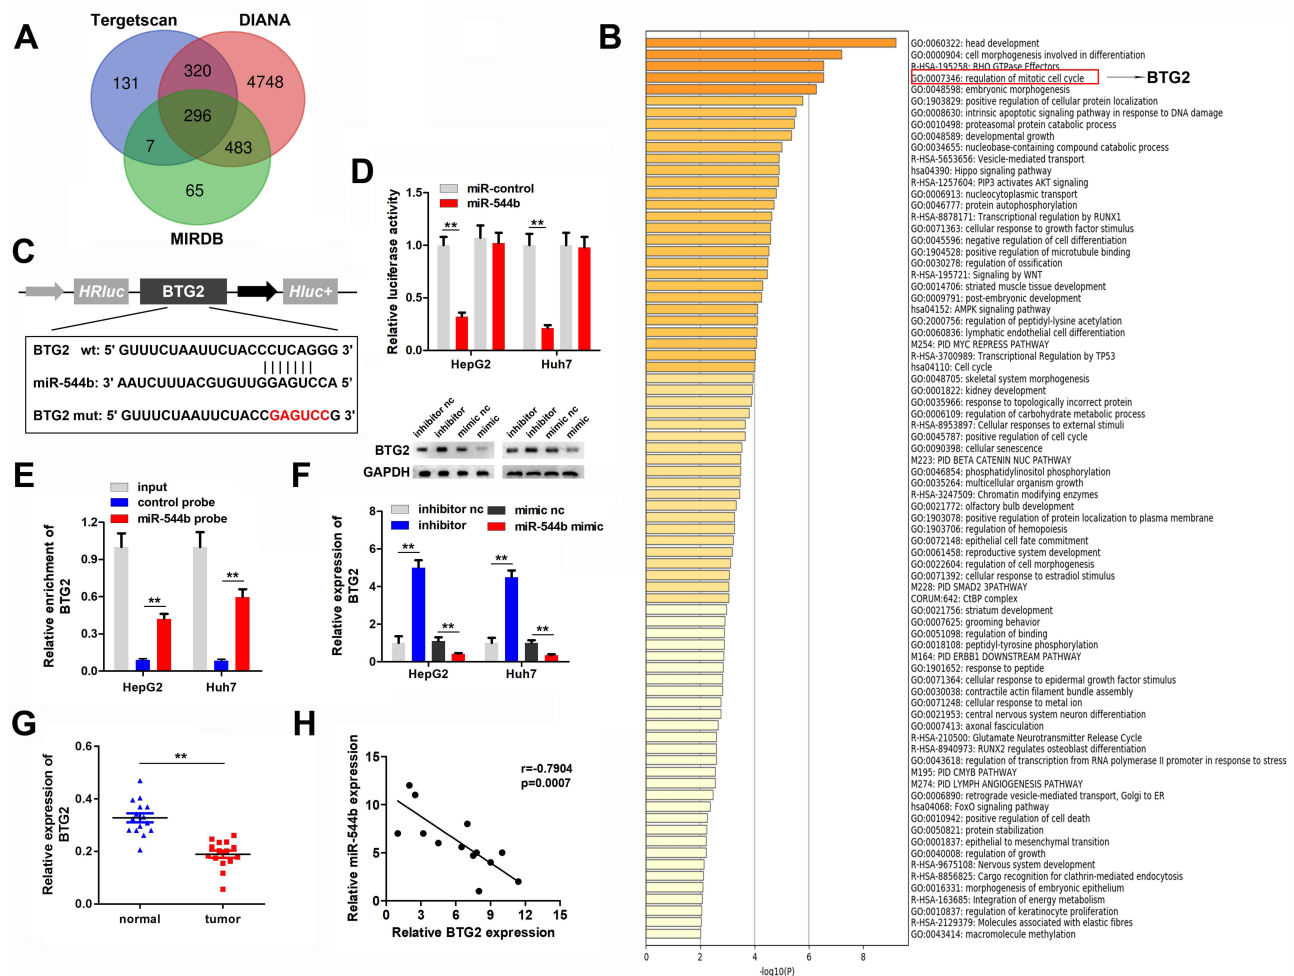 A
Tergetscan
DIANA
131
320
4748
296
7
483
65
MIRDB
B
GO:0060322: head development
GO:0000904: cell morphogenesis involved in differentiation
R-HSA-195258: RHO GTPase Effectors
GO:0007346: regulation of mitotic cell cycle
BTG2
GO:0048598: embryonic morphogenesis
GO:1903829: positive regulation of cellular protein localization
GO:0008630: intrinsic apoptotic signaling pathway in response to DNA damage
GO:0010498: proteasomal protein catabolic process
GO:0048589: developmental growth
GO:0034655: nucleobase-containing compound catabolic process
R-HSA-5653656: Vesicle-mediated transport
hsa04390: Hippo signaling pathway
R-HSA-1257604: PIP3 activates AKT signaling
GO:0006913: nucleocytoplasmic transport
GO:0046777: protein autophosphorylation
R-HSA-8878171: Transcriptional regulation by RUNX1
GO:0071363: cellular response to growth factor stimulus
GO:0045596: negative regulation of cell differentiation
GO:1904528: positive regulation of microtubule binding
GO:0030278: regulation of ossification
R-HSA-195721: Signaling by WNT
GO:0014706: striated muscle tissue development
GO:0009791: post-embryonic development
hsa04152: AMPK signaling pathway
GO:2000756: regulation of peptidyl-lysine acetylation
GO:0060836: lymphatic endothelial cell differentiation
M254: PID MYC REPRESS PATHWAY
R-HSA-3700989: Transcriptional Regulation by TP53
hsa04110: Cell cycle
GO:0048705: skeletal system morphogenesis
GO:0001822: kidney development
GO:0035966: response to topologically incorrect protein
GO:0006109: regulation of carbohydrate metabolic process
R-HSA-8953897: Cellular responses to external stimuli
GO:0045787: positive regulation of cell cycle
GO:0090398: cellular senescence
M223: PID BETA CATENIN NUC PATHWAY
GO:0046854: phosphatidylinositol phosphorylation
GO:0035264: multicellular organism growth
R-HSA-3247509: Chromatin modifying enzymes
GO:0021772: olfactory bulb development
GO:1903078: positive regulation of protein localization to plasma membrane
GO:1903706: regulation of hemopoiesis
GO:0072148: epithelial cell fate commitment
GO:0061458: reproductive system development
GO:0022604: regulation of cell morphogenesis
GO:0071392: cellular response to estradiol stimulus
M228: PID SMAD2 3PATHWAY
CORUM:642: CtBP complex
GO:0021756: striatum development
GO:0007625: grooming behavior
GO:0051098: regulation of binding
GO:0018108: peptidyl-tyrosine phosphorylation
M164: PID ERBB1 DOWNSTREAM PATHWAY
GO:1901652: response to peptide
GO:0071364: cellular response to epidermal growth factor stimulus
GO:0030038: contractile actin filament bundle assembly
GO:0071248: cellular response to metal ion
GO:0021953: central nervous system neuron differentiation
GO:0007413: axonal fasciculation
R-HSA-210500: Glutamate Neurotransmitter Release Cycle
R-HSA-8940973: RUNX2 regulates osteoblast differentiation
GO:0043618: regulation of transcription from RNA polymerase II promoter in response to stress
M195: PID CMYB PATHWAY
M274: PID LYMPH ANGIOGENESIS PATHWAY
GO:0006890: retrograde vesicle-mediated transport, Golgi to ER
hsa04068: FoxO signaling pathway
GO:0010942: positive regulation of cell death
GO:0050821: protein stabilization
GO:0001837: epithelial to mesenchymal transition
GO:0040008: regulation of growth
R-HSA-9675108: Nervous system development
R-HSA-8856825: Cargo recognition for clathrin-mediated endocytosis
GO:0016331: morphogenesis of embryonic epithelium
R-HSA-163685: Integration of energy metabolism
GO:0010837: regulation of keratinocyte proliferation
R-HSA-2129379: Molecules associated with elastic fibres
GO:0043414: macromolecule methylation
0 2 4 6 8
-log10(P)
C
HRluc BTG2 Hluc+
BTG2 wt: 5' GUUUCUAAUUCUACCCUCAGGG 3'
miR-544b: 3' AAUCUUUACGUGUUGGAGUCCA 5'
BTG2 mut: 5' GUUUCUAAUUCUACCGAGUCCG 3'
D
miR-control
miR-544b
Relative luciferase activity
1.5
1.0
0.5
0.0
** **
HepG2 Huh7
E
input
control probe
miR-544b probe
Relative enrichment of
BTG2
1.2
0.9
0.6
0.3
0.0
** **
HepG2 Huh7
F
inhibitor nc inhibitor mimic nc mimic inhibitor nc inhibitor mimic nc mimic
BTG2
GAPDH
inhibitor nc mimic nc
inhibitor miR-544b mimic
Relative expression of
BTG2
8
6
4
2
0
** ** ** **
HepG2 Huh7
G
Relative expression of
BTG2
0.6
0.4
0.2
0.0
**
normal tumor
H
Relative miR-544b expression
15
10
5
0
r=-0.7904
p=0.0007
0 3 6 9 12 15
Relative BTG2 expression